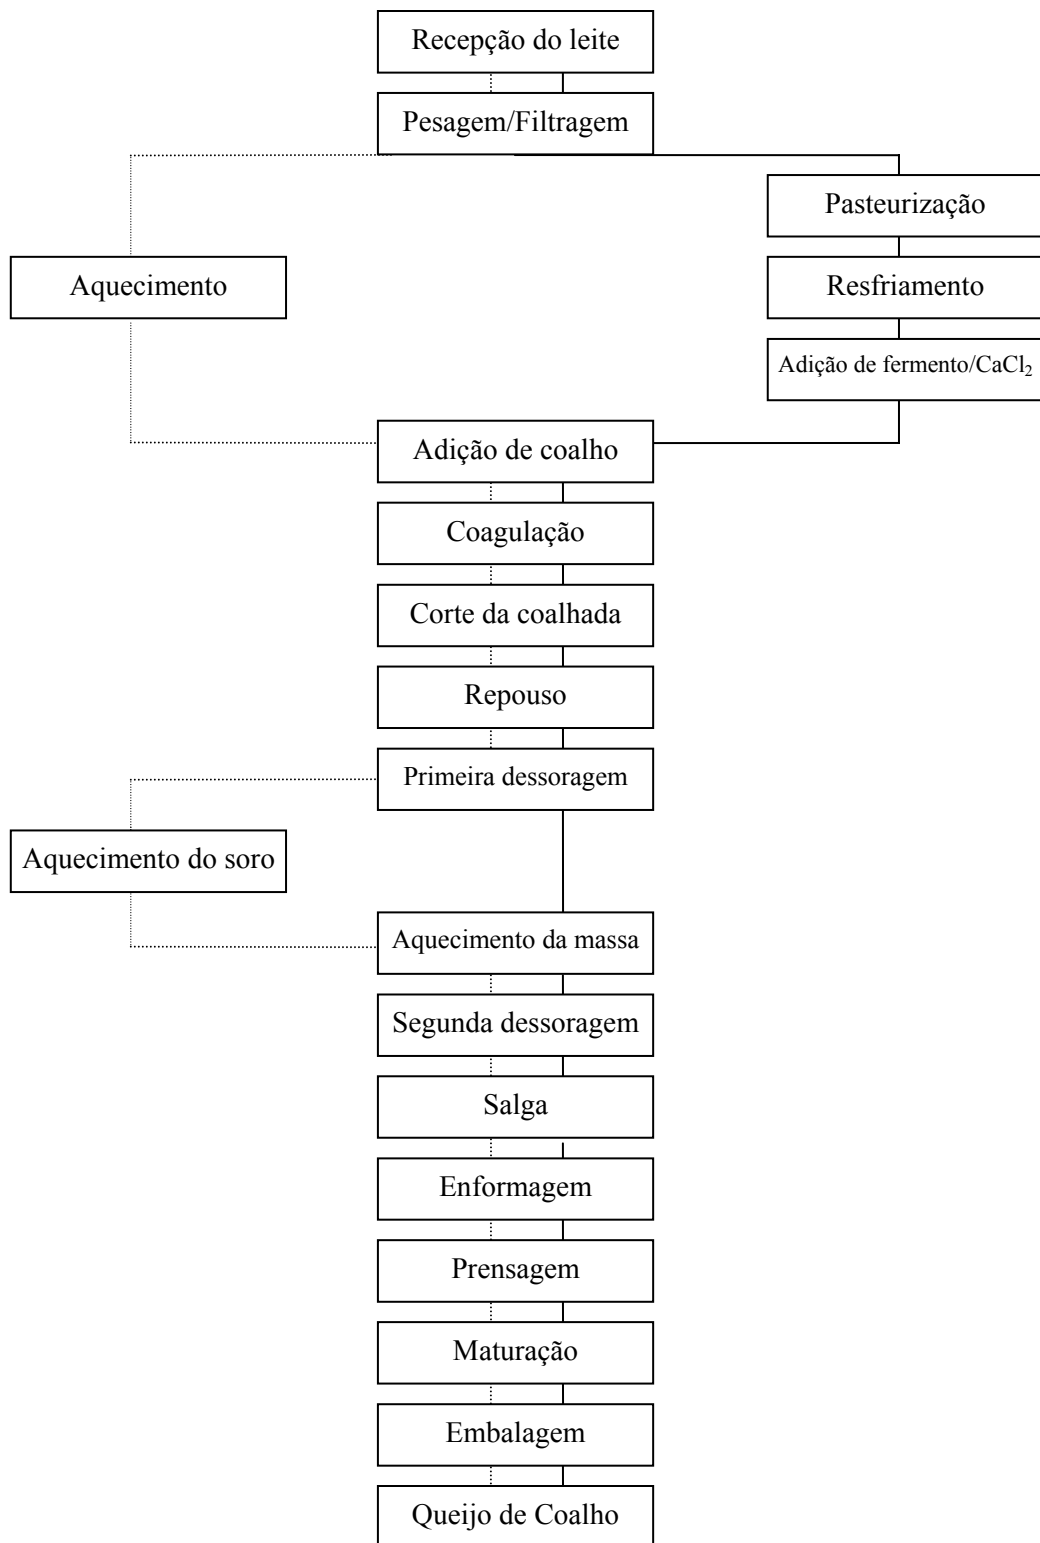 Recepção do leite
Pesagem/Filtragem
Pasteurização
Aquecimento
Resfriamento
Adição de fermento/CaCl₂
Adição de coalho
Coagulação
Corte da coalhada
Repouso
Primeira dessoragem
Aquecimento do soro
Aquecimento da massa
Segunda dessoragem
Salga
Enformagem
Prensagem
Maturação
Embalagem
Queijo de Coalho